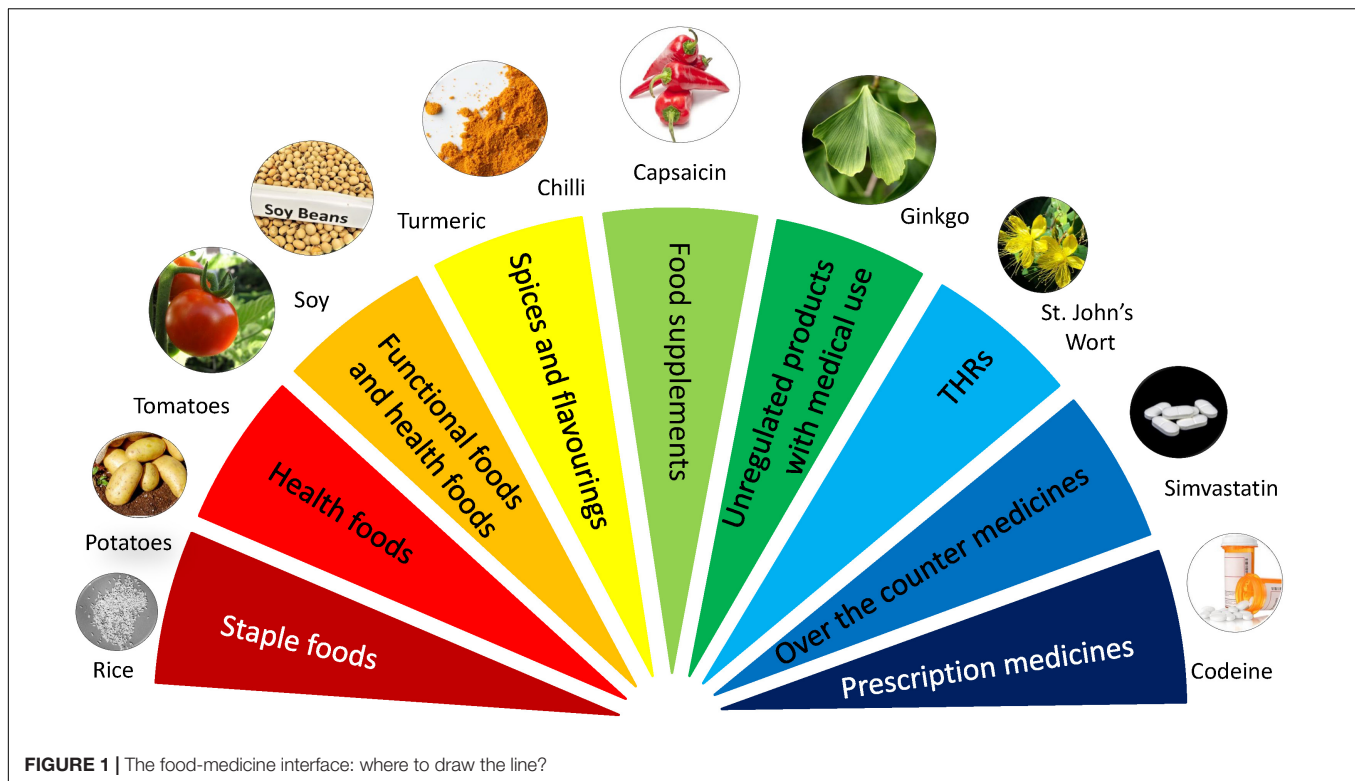 Capsaicin
Chilli
Ginkgo
Soy Beans
Turmeric
Soy
St. John's
Wort
Tomatoes
Simvastatin
Potatoes
Rice
Codeine
Staple foods
Health foods
Functional foods
and health foods
Spices and flavourings
Food supplements
Unregulated products
with medical use
THRs
Over the counter medicines
Prescription medicines
FIGURE 1 | The food-medicine interface: where to draw the line?